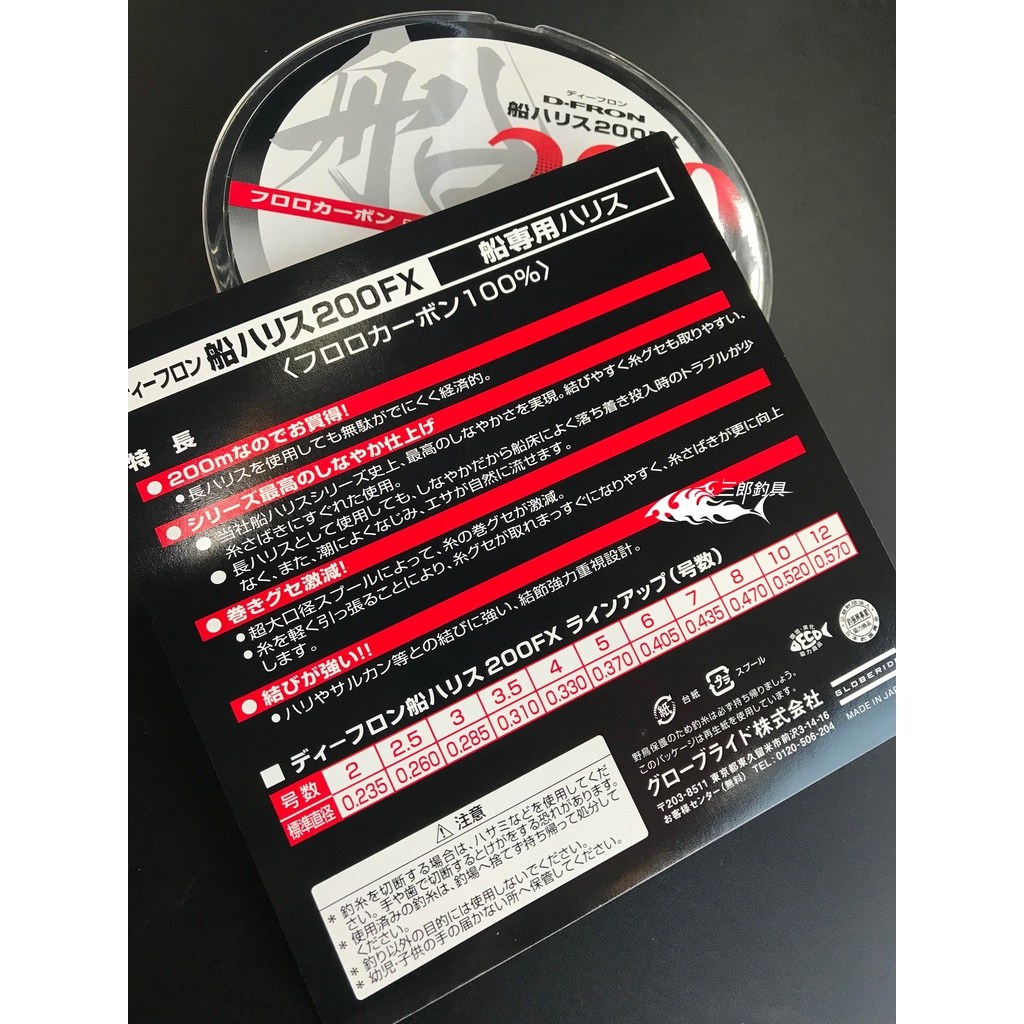 船
ディーフロン
D-FRON
船ハリス200FX
フロロカーボン
ディーフロン 船ハリス200FX 船専用ハリス
〈フロロカーボン100%〉
特長
● 200mなのでお買得!
● 長ハリスを使用しても無駄がでにくく経済的。
● シリーズ最高のしなやか仕上げ
● 当社船ハリスシリーズ史上、最高のしなやかさを実現。結びやすく糸グセも取りやすい、
糸さばきにすぐれた使用。
● 長ハリスとして使用しても、しなやかだから船床によく落ち着き投入時のトラブルが少
なく、また、潮によくなじみ、エサが自然に流せます。
● 巻きグセ激減!
● 超大口径スプールによって、糸の巻グセが激減。
● 糸を軽く引っ張ることにより、糸グセが取れまっすぐになりやすく、糸さばきが更に向上
します。
● 結びが強い!!
● ハリやサルカン等との結びに強い、結節強力重視設計。
三郎釣具
■ ディーフロン船ハリス200FX ラインアップ(号数)
号数 2 2.5 3 3.5 4 5 6 7 8 10 12
標準直径 0.235 0.260 0.285 0.310 0.330 0.370 0.405 0.435 0.470 0.520 0.570
⚠ 注意
* 釣糸を切断する場合は、ハサミなどを使用してくだ
さい。手や歯で切断するとけがをする恐れがあります。
* 使用済みの釣糸は、釣場へ捨てず持ち帰って処分して
ください。
* 釣り以外の目的には使用しないでください。
* 幼児・子供の手の届かない所へ保管してください。
紙 台紙 プラ スプール
野鳥保護のため釣糸は必ず持ち帰りましょう。
このパッケージは再生紙を使用しています。
グローブライド株式会社
〒203-8511 東京都東久留米市前沢3-14-16
お客様センター(無料) TEL:0120-506-204
ECO
GLOBERID
MADE IN JAP